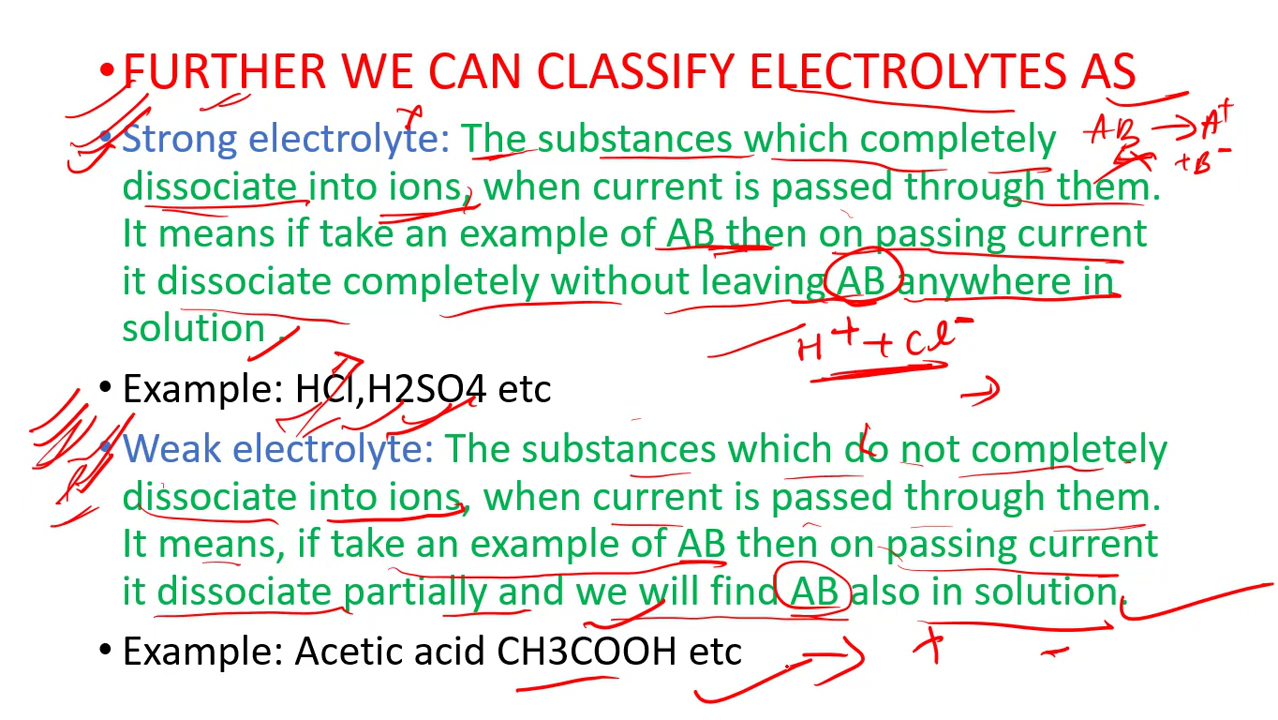 • FURTHER WE CAN CLASSIFY ELECTROLYTES AS
• Strong electrolyte: The substances which completely
AB → A+
+B-
dissociate into ions, when current is passed through them.
It means if take an example of AB then on passing current
it dissociate completely without leaving AB anywhere in
solution .
H+ + Cl-
• Example: HCl,H2SO4 etc
• Weak electrolyte: The substances which do not completely
dissociate into ions, when current is passed through them.
It means, if take an example of AB then on passing current
it dissociate partially and we will find AB also in solution.
• Example: Acetic acid CH3COOH etc
→ + -